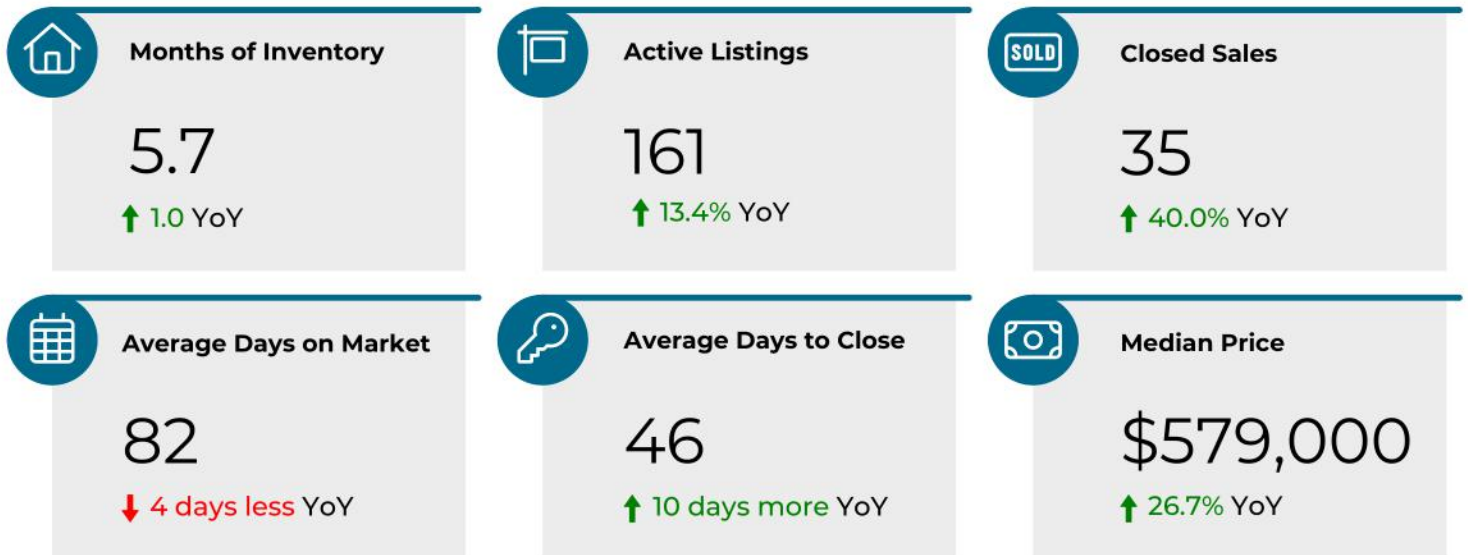 Months of Inventory
5.7
↑ 1.0 YoY
Active Listings
161
↑ 13.4% YoY
SOLD
Closed Sales
35
↑ 40.0% YoY
Average Days on Market
82
↓ 4 days less YoY
Average Days to Close
46
↑ 10 days more YoY
Median Price
$579,000
↑ 26.7% YoY